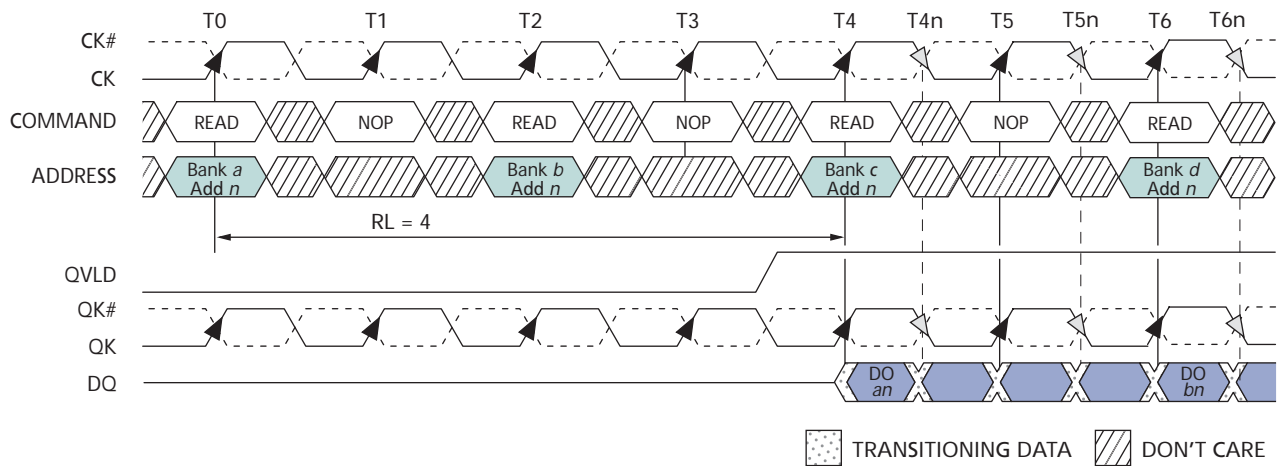 T0 T1 T2 T3 T4 T4n T5 T5n T6 T6n
CK#
CK
COMMAND READ NOP READ NOP READ NOP READ
ADDRESS Bank a Add n Bank b Add n Bank c Add n Bank d Add n
RL = 4
QVLD
QK#
QK
DQ DO an DO bn
TRANSITIONING DATA DON'T CARE